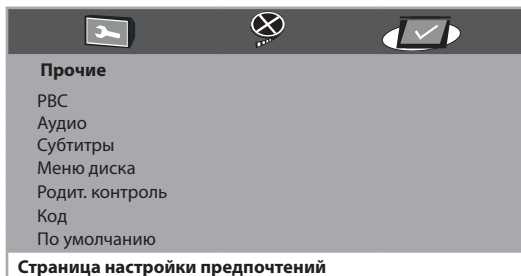 Прочие
PBC
Аудио
Субтитры
Меню диска
Родит. контроль
Код
По умолчанию
Страница настройки предпочтений